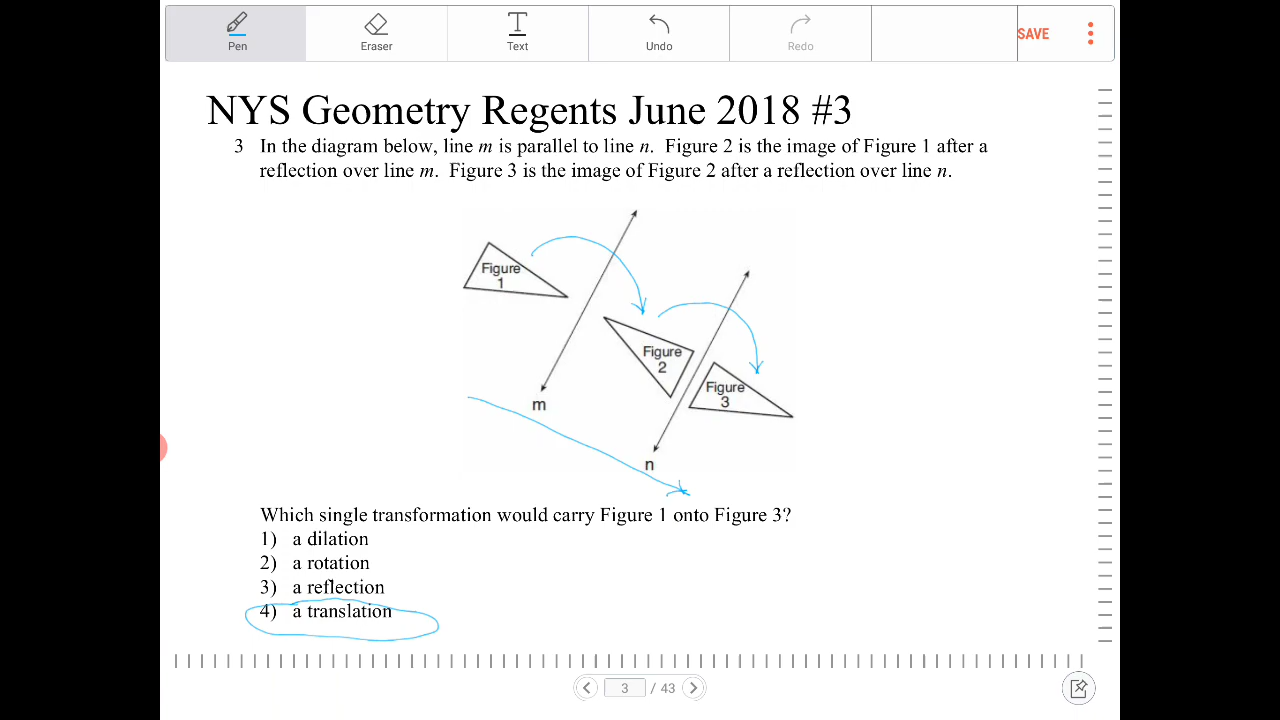 Pen Eraser Text Undo Redo SAVE
NYS Geometry Regents June 2018 #3
3 In the diagram below, line m is parallel to line n. Figure 2 is the image of Figure 1 after a
reflection over line m. Figure 3 is the image of Figure 2 after a reflection over line n.
Figure
1
Figure
2
Figure
3
m
n
Which single transformation would carry Figure 1 onto Figure 3?
1) a dilation
2) a rotation
3) a reflection
4) a translation
3 / 43